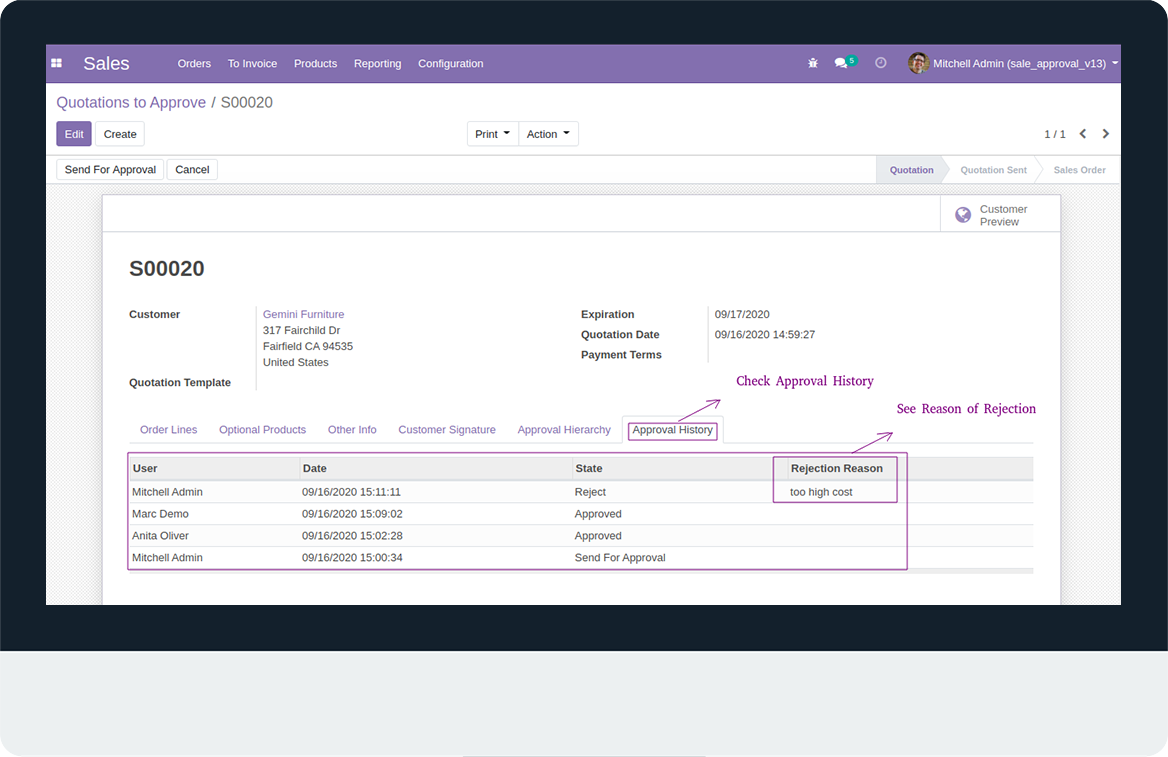 Sales Orders To Invoice Products Reporting Configuration 5 Mitchell Admin (sale_approval_v13)
Quotations to Approve / S00020
Edit Create Print Action 1 / 1
Send For Approval Cancel Quotation Quotation Sent Sales Order
Customer
Preview
S00020
Customer Gemini Furniture Expiration 09/17/2020
317 Fairchild Dr Quotation Date 09/16/2020 14:59:27
Fairfield CA 94535 Payment Terms
United States
Quotation Template
Check Approval History
See Reason of Rejection
Order Lines Optional Products Other Info Customer Signature Approval Hierarchy Approval History
User Date State Rejection Reason
Mitchell Admin 09/16/2020 15:11:11 Reject too high cost
Marc Demo 09/16/2020 15:09:02 Approved
Anita Oliver 09/16/2020 15:02:28 Approved
Mitchell Admin 09/16/2020 15:00:34 Send For Approval